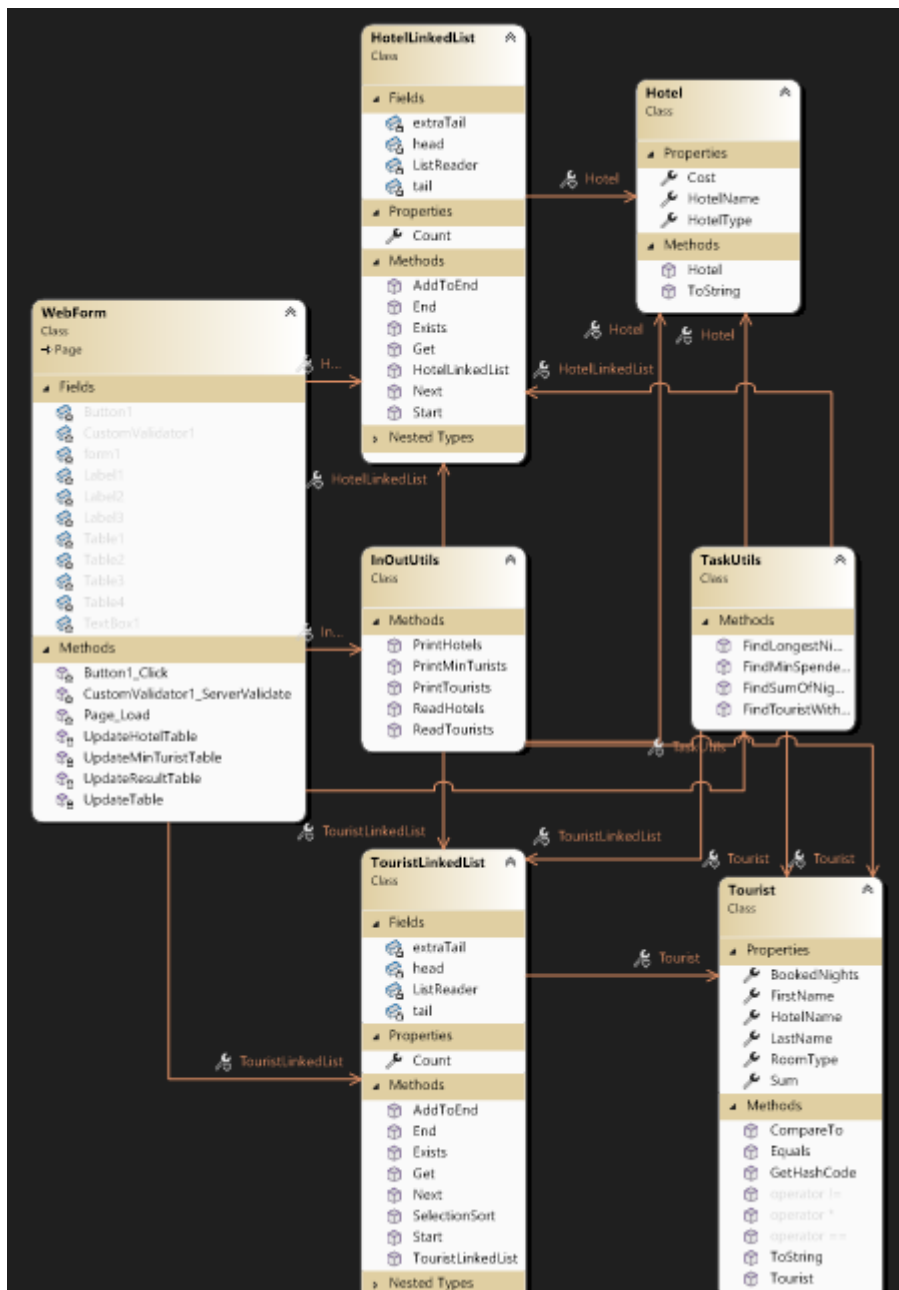 HotelLinkedList
Class
Fields
extraTail
head
ListReader
tail
Properties
Count
Methods
AddToEnd
End
Exists
Get
HotelLinkedList
Next
Start
Nested Types
Hotel
Hotel
Class
Properties
Cost
HotelName
HotelType
Methods
Hotel
ToString
Hotel
Hotel
HotelLinkedList
WebForm
Class
Page
Fields
Button1
CustomValidator1
form1
Label1
Label2
Label3
Table1
Table2
Table3
Table4
TextBox1
Methods
Button1_Click
CustomValidator1_ServerValidate
Page_Load
UpdateHotelTable
UpdateMinTuristTable
UpdateResultTable
UpdateTable
H...
HotelLinkedList
In...
InOutUtils
Class
Methods
PrintHotels
PrintMinTurists
PrintTourists
ReadHotels
ReadTourists
TaskUtils
Class
Methods
FindLongestNi...
FindMinSpende...
FindSumOfNig...
FindTouristWith...
TaskUtils
TouristLinkedList
TouristLinkedList
Tourist
Tourist
TouristLinkedList
Class
Fields
extraTail
head
ListReader
tail
Properties
Count
Methods
AddToEnd
End
Exists
Get
Next
SelectionSort
Start
TouristLinkedList
Nested Types
Tourist
TouristLinkedList
Tourist
Class
Properties
BookedNights
FirstName
HotelName
LastName
RoomType
Sum
Methods
CompareTo
Equals
GetHashCode
operator !=
operator *
operator ==
ToString
Tourist